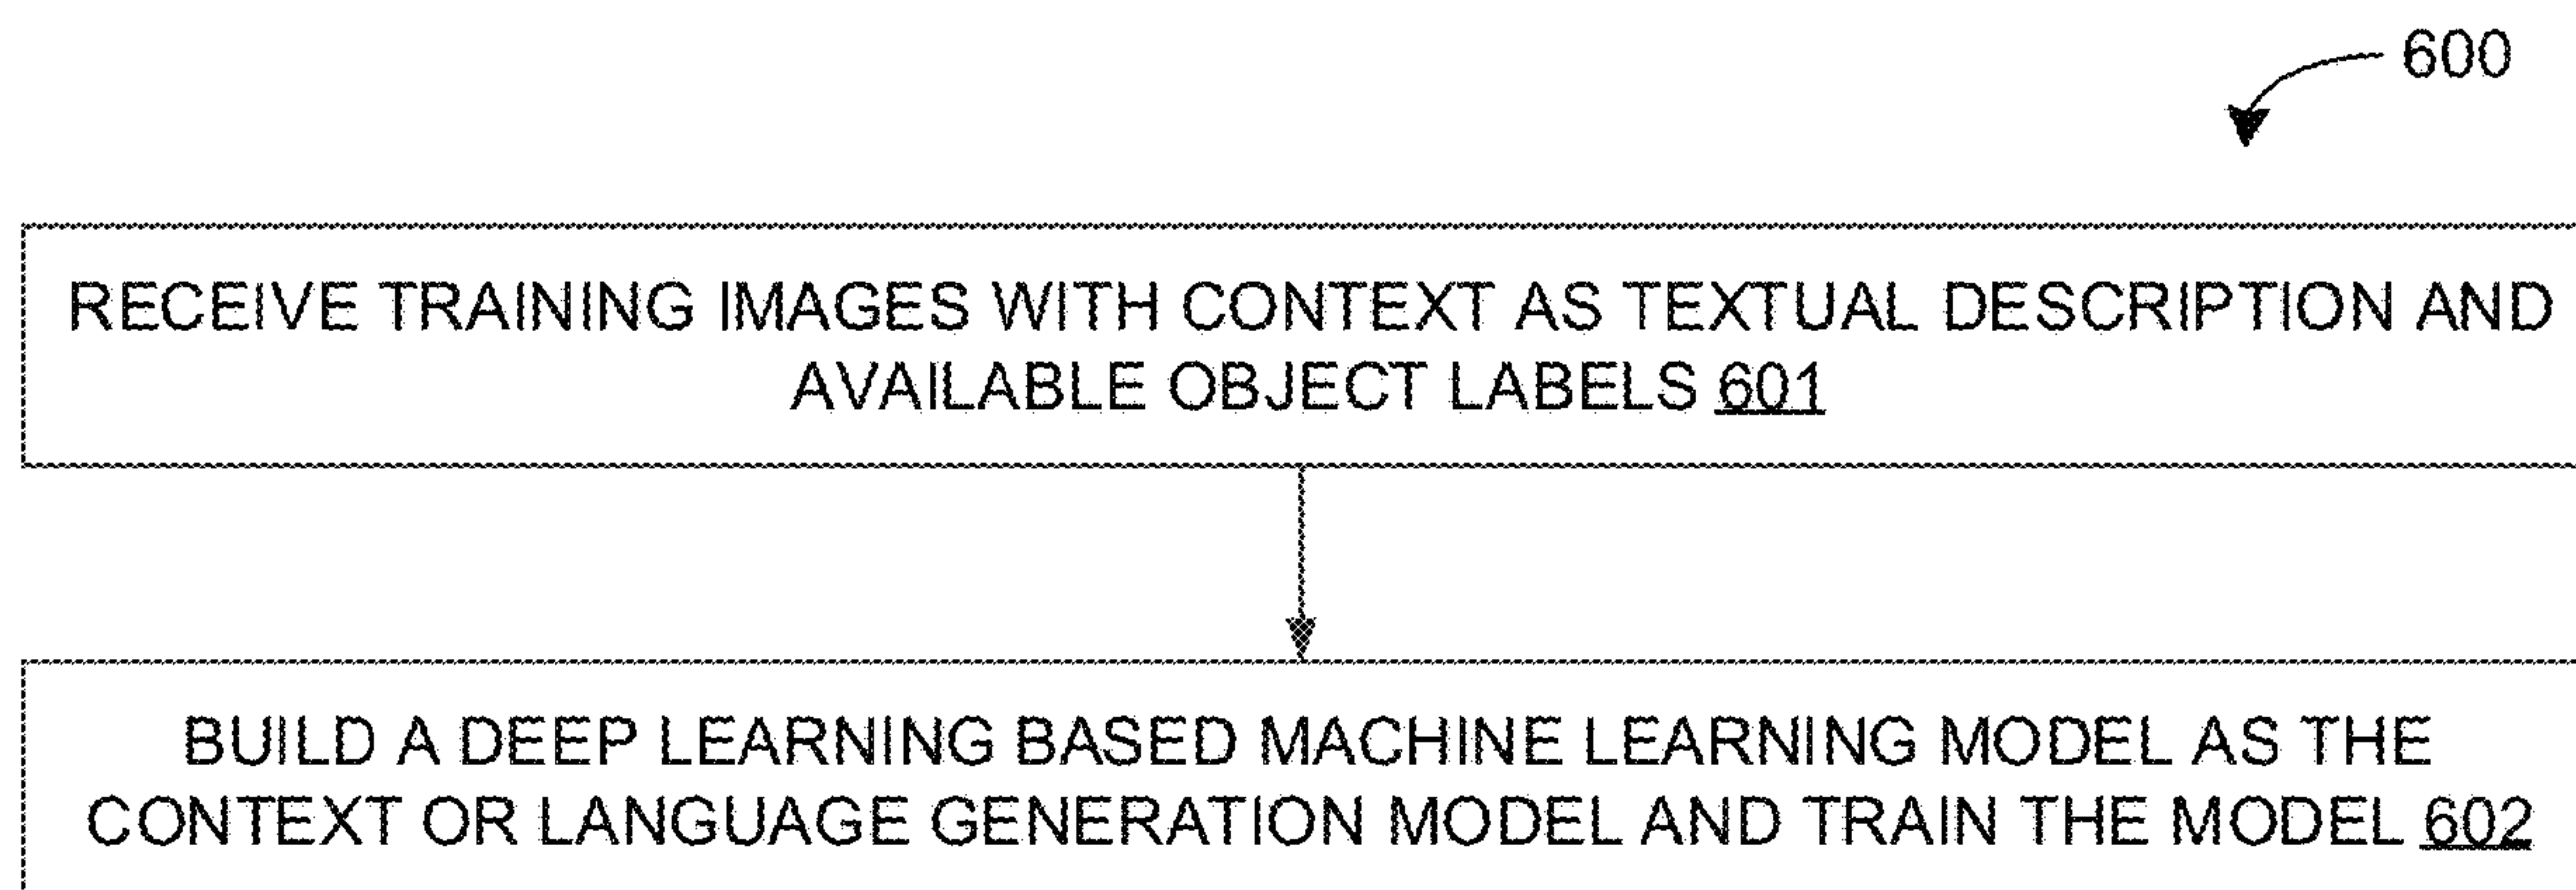 600
RECEIVE TRAINING IMAGES WITH CONTEXT AS TEXTUAL DESCRIPTION AND
AVAILABLE OBJECT LABELS 601
BUILD A DEEP LEARNING BASED MACHINE LEARNING MODEL AS THE
CONTEXT OR LANGUAGE GENERATION MODEL AND TRAIN THE MODEL 602